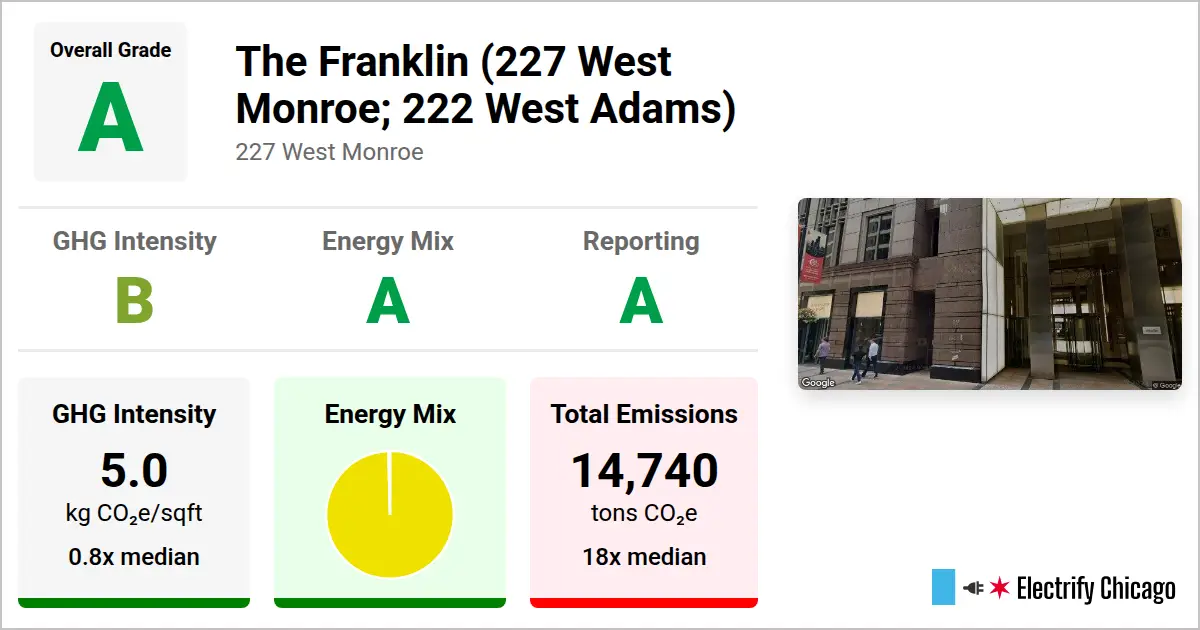 Overall Grade
A
The Franklin (227 West
Monroe; 222 West Adams)
227 West Monroe
GHG Intensity
B
Energy Mix
A
Reporting
A
GHG Intensity
5.0
kg CO₂e/sqft
0.8x median
Energy Mix
Total Emissions
14,740
tons CO₂e
18x median
Google
© Google
Electrify Chicago